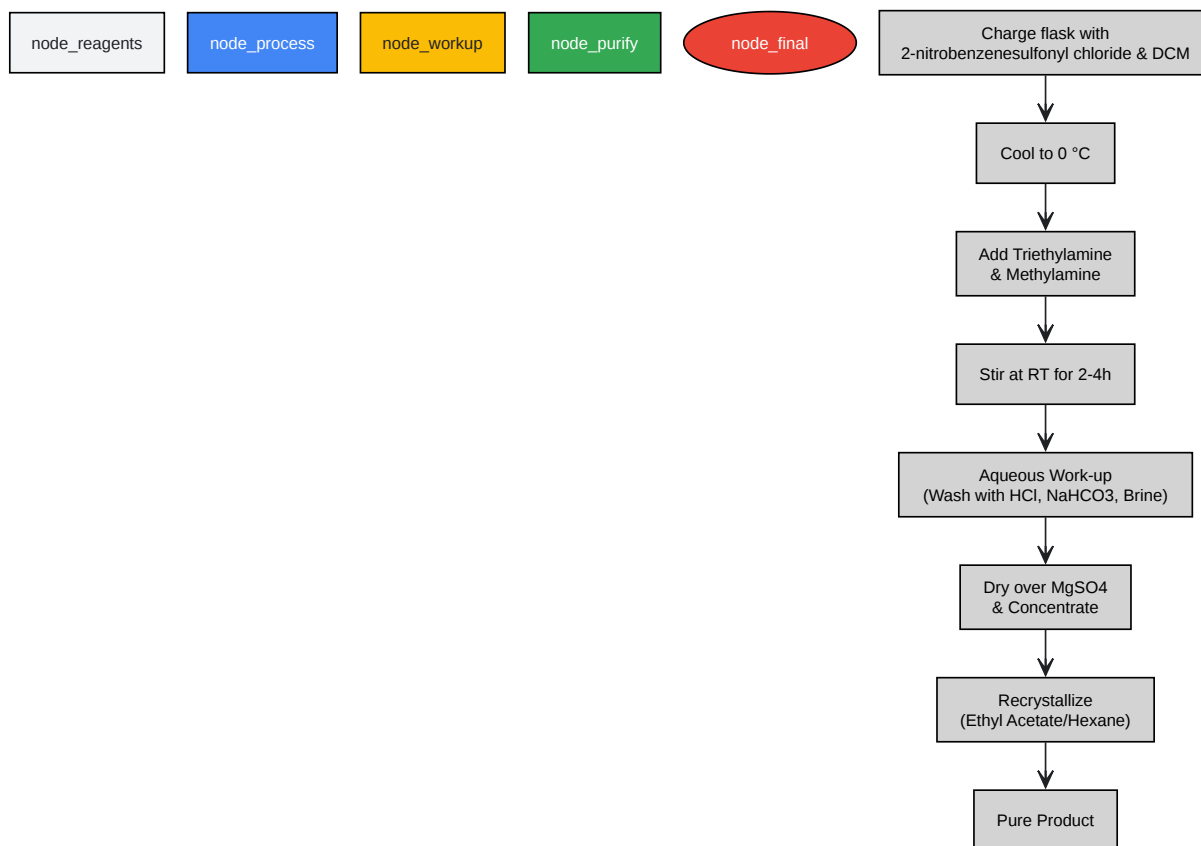 node_reagents
node_process
node_workup
node_purify
node_final
Charge flask with
2-nitrobenzenesulfonyl chloride & DCM
Cool to 0 °C
Add Triethylamine
& Methylamine
Stir at RT for 2-4h
Aqueous Work-up
(Wash with HCl, NaHCO3, Brine)
Dry over MgSO4
& Concentrate
Recrystallize
(Ethyl Acetate/Hexane)
Pure Product